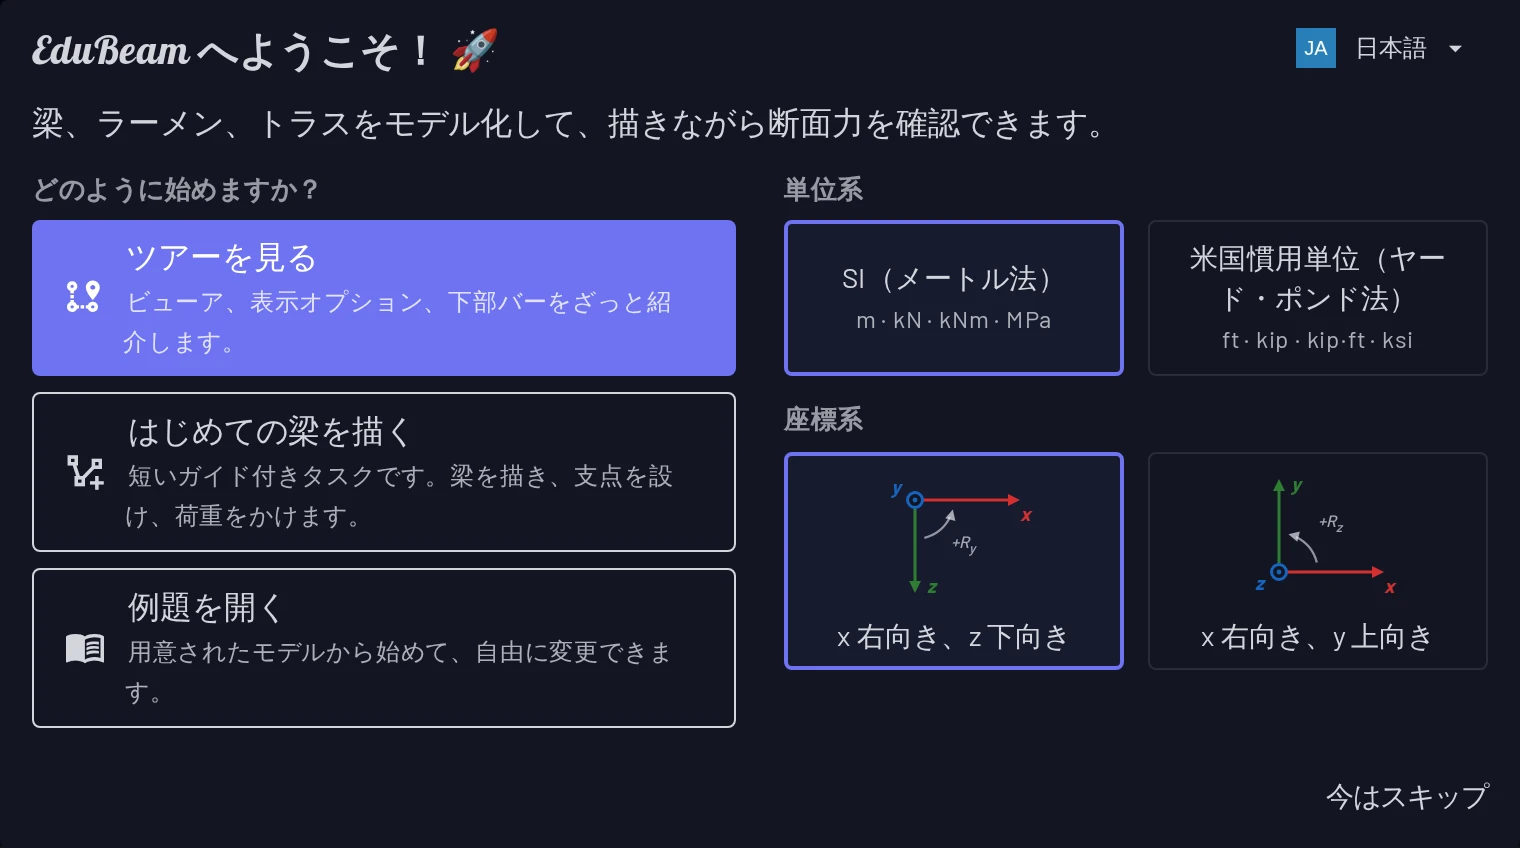 EduBeam へようこそ！ 🚀
JA 日本語
梁、ラーメン、トラスをモデル化して、描きながら断面力を確認できます。
どのように始めますか？
ツアーを見る
ビューア、表示オプション、下部バーをざっと紹
介します。
はじめての梁を描く
短いガイド付きタスクです。梁を描き、支点を設
け、荷重をかけます。
例題を開く
用意されたモデルから始めて、自由に変更できま
す。
単位系
SI（メートル法）
m · kN · kNm · MPa
米国慣用単位（ヤー
ド・ポンド法）
ft · kip · kip·ft · ksi
座標系
y
x
+Ry
z
x 右向き、z 下向き
y
+Rz
z
x
x 右向き、y 上向き
今はスキップ